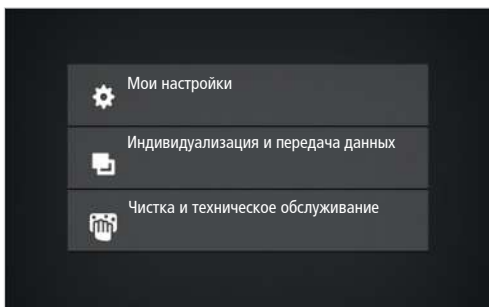 Мои настройки
Индивидуализация и передача данных
Чистка и техническое обслуживание